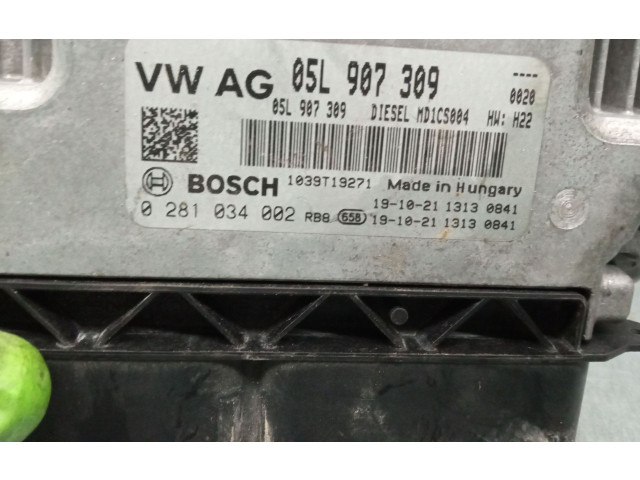 VW AG 05L 907 309 ----
05L 907 309 DIESEL MD1CS004 0020
HW: H22
BOSCH 1039T19271 Made in Hungary
0 281 034 002 RB8 658 19-10-21 1313 0841
19-10-21 1313 0841